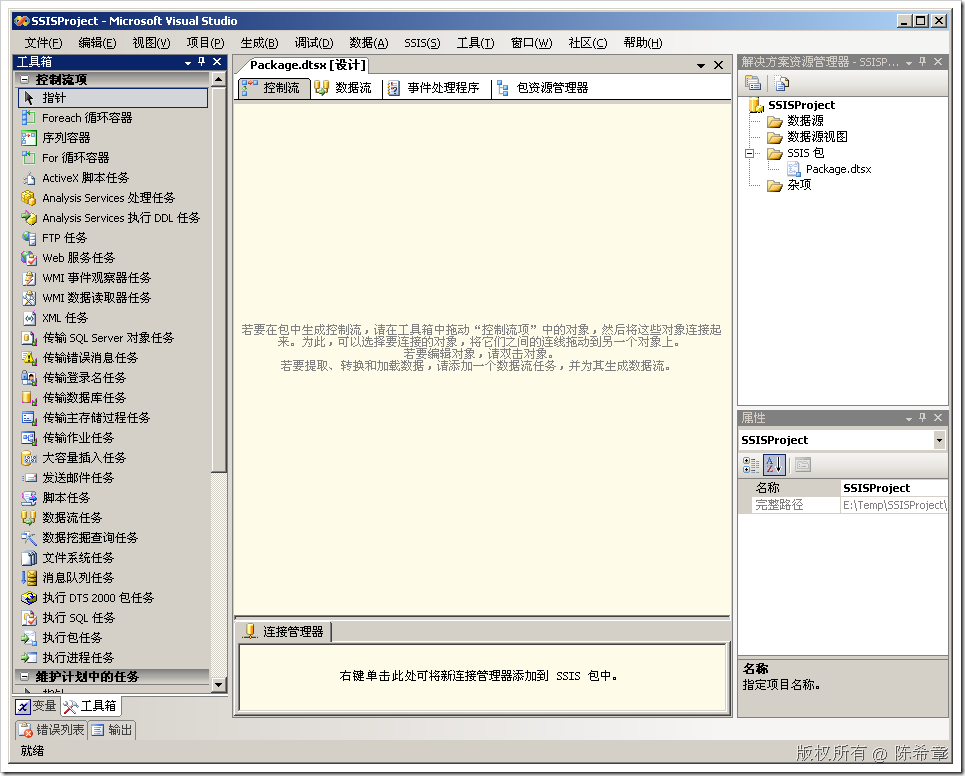 SSISProject - Microsoft Visual Studio
文件(F) 编辑(E) 视图(V) 项目(P) 生成(B) 调试(D) 数据(A) SSIS(S) 工具(T) 窗口(W) 社区(C) 帮助(H)
工具箱
控制流项
指针
Foreach 循环容器
序列容器
For 循环容器
ActiveX 脚本任务
Analysis Services 处理任务
Analysis Services 执行 DDL 任务
FTP 任务
Web 服务任务
WMI 事件观察器任务
WMI 数据读取器任务
XML 任务
传输 SQL Server 对象任务
传输错误消息任务
传输登录名任务
传输数据库任务
传输主存储过程任务
传输作业任务
大容量插入任务
发送邮件任务
脚本任务
数据流任务
数据挖掘查询任务
文件系统任务
消息队列任务
执行 DTS 2000 包任务
执行 SQL 任务
执行包任务
执行进程任务
维护计划中的任务
指针
变量 工具箱
错误列表 输出
就绪
Package.dtsx [设计]
控制流 数据流 事件处理程序 包资源管理器
若要在包中生成控制流，请在工具箱中拖动“控制流项”中的对象，然后将这些对象连接起
来。为此，可以选择要连接的对象，将它们之间的连线拖动到另一个对象上。
若要编辑对象，请双击对象。
若要提取、转换和加载数据，请添加一个数据流任务，并为其生成数据流。
连接管理器
右键单击此处可将新连接管理器添加到 SSIS 包中。
解决方案资源管理器 - SSISP...
SSISProject
数据源
数据源视图
SSIS 包
Package.dtsx
杂项
属性
SSISProject
名称 SSISProject
完整路径 E:\Temp\SSISProject\
名称
指定项目名称。
版权所有 @ 陈希章